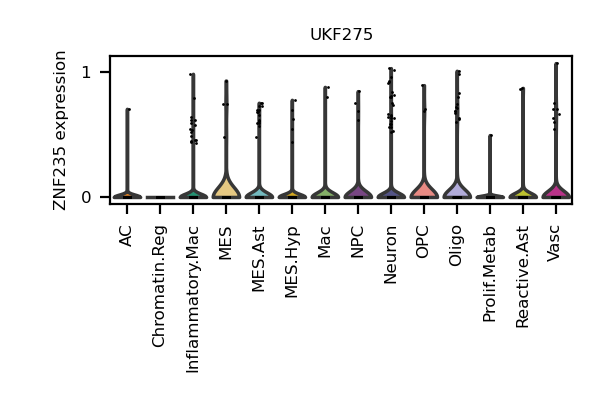 UKF275
ZNF235 expression
1
0
AC
Chromatin.Reg
Inflammatory.Mac
MES
MES.Ast
MES.Hyp
Mac
NPC
Neuron
OPC
Oligo
Prolif.Metab
Reactive.Ast
Vasc